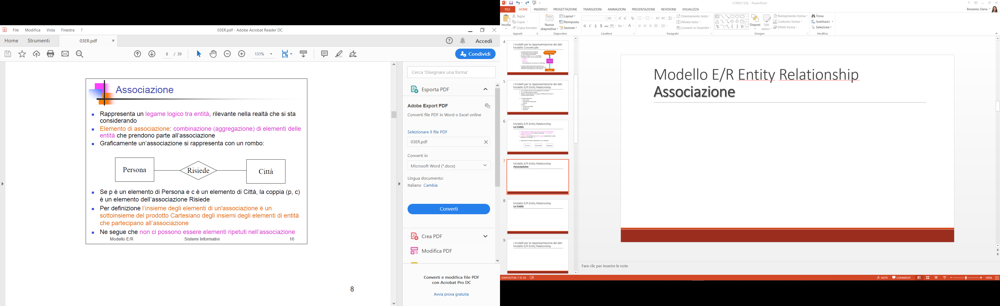 File Modifica Vista Finestra ?
03ER.pdf - Adobe Acrobat Reader DC
Home Strumenti 03ER.pdf × Accedi
8 / 39 131% Condividi
Associazione
Rappresenta un legame logico tra entità, rilevante nella realtà che si sta
considerando
Elemento di associazione: combinazione (aggregazione) di elementi delle
entità che prendono parte all'associazione
Graficamente un'associazione si rappresenta con un rombo:
Persona Risiede Città
Se p è un elemento di Persona e c è un elemento di Città, la coppia (p, c)
è un elemento dell'associazione Risiede
Per definizione l'insieme degli elementi di un'associazione è un
sottoinsieme del prodotto Cartesiano degli insiemi degli elementi di entità
che partecipano all'associazione
Ne segue che non ci possono essere elementi ripetuti nell'associazione
Modello E/R Sistemi Informativi 16
8
Cerca 'Disegnare una forma'
Esporta PDF
Adobe Export PDF
Converti file PDF in Word o Excel online
Selezionare il file PDF
03ER.pdf
Converti in
Microsoft Word (*.docx)
Lingua documento:
Italiano Cambia
Converti
Crea PDF
Modifica PDF
Converti e modifica file PDF
con Acrobat Pro DC
Avvia prova gratuita
CORSO SQL - PowerPoint
FILE HOME INSERISCI PROGETTAZIONE TRANSIZIONI ANIMAZIONI PRESENTAZIONE REVISIONE VISUALIZZA
Bonanno Daria
Incolla
Taglia
Copia
Copia formato
Appunti
Nuova
diapositiva
Layout
Reimposta
Sezione
Diapositive
48
G C S S abc AV Aa A
Carattere
Orientamento testo
Allinea testo
Converti in SmartArt
Paragrafo
Disponi
Stili
veloci
Riempimento forma
Contorno forma
Effetti forma
Disegno
Trova
Sostituisci
Seleziona
Modifica
4
I modelli per la rappresentazione dei dati
Modello Concettuale
5
I modelli per la rappresentazione dei dati
Modello E/R Entity Relationship
6
Modello E/R Entity Relationship
Le Entità
7
Modello E/R Entity Relationship
Associazione
8
Modello E/R Entity Relationship
Le Entità
9
I modelli per la rappresentazione dei dati
Modello E/R Entity Relationship
Modello E/R Entity Relationship
Associazione
Fare clic per inserire le note
DIAPOSITIVA 7 DI 20
NOTE COMMENTI 100%